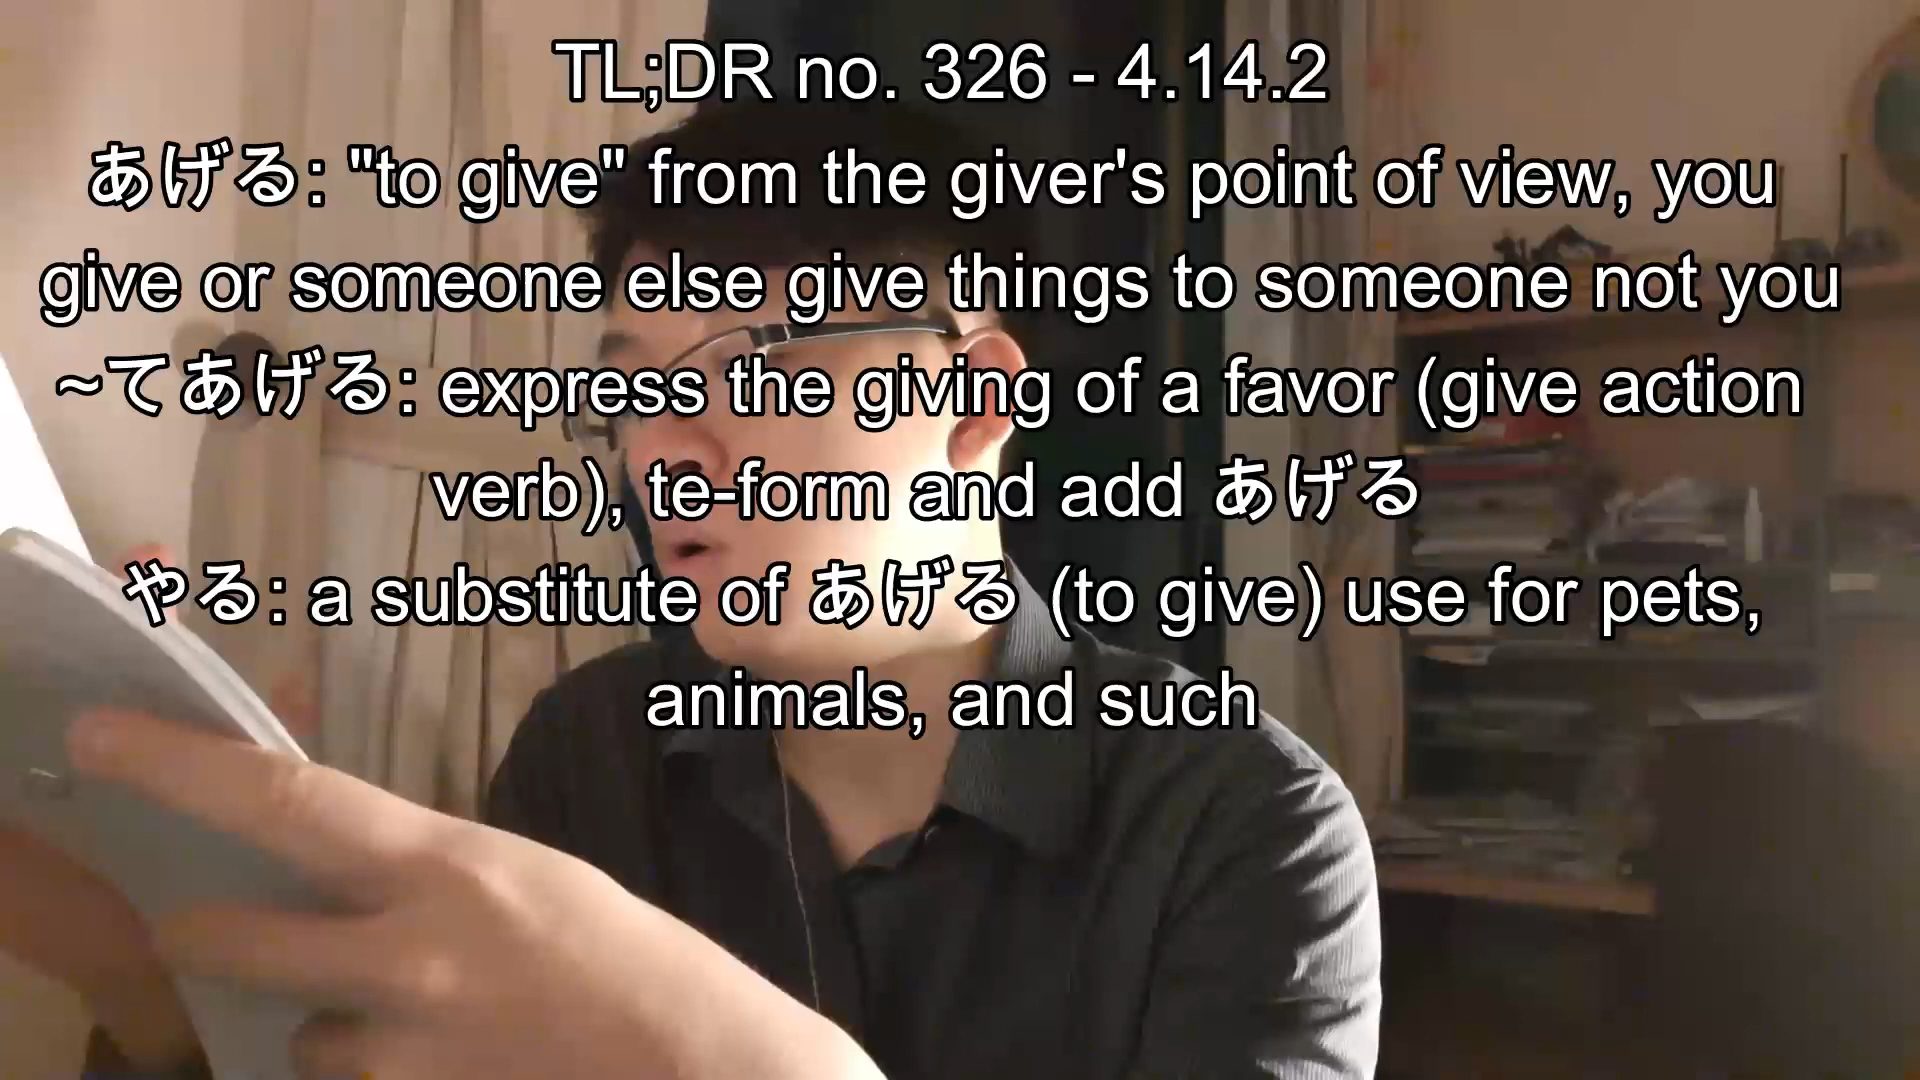 TL;DR no. 326 - 4.14.2
あげる: "to give" from the giver's point of view, you
give or someone else give things to someone not you
~てあげる: express the giving of a favor (give action
verb), te-form and add あげる
やる: a substitute of あげる (to give) use for pets,
animals, and such